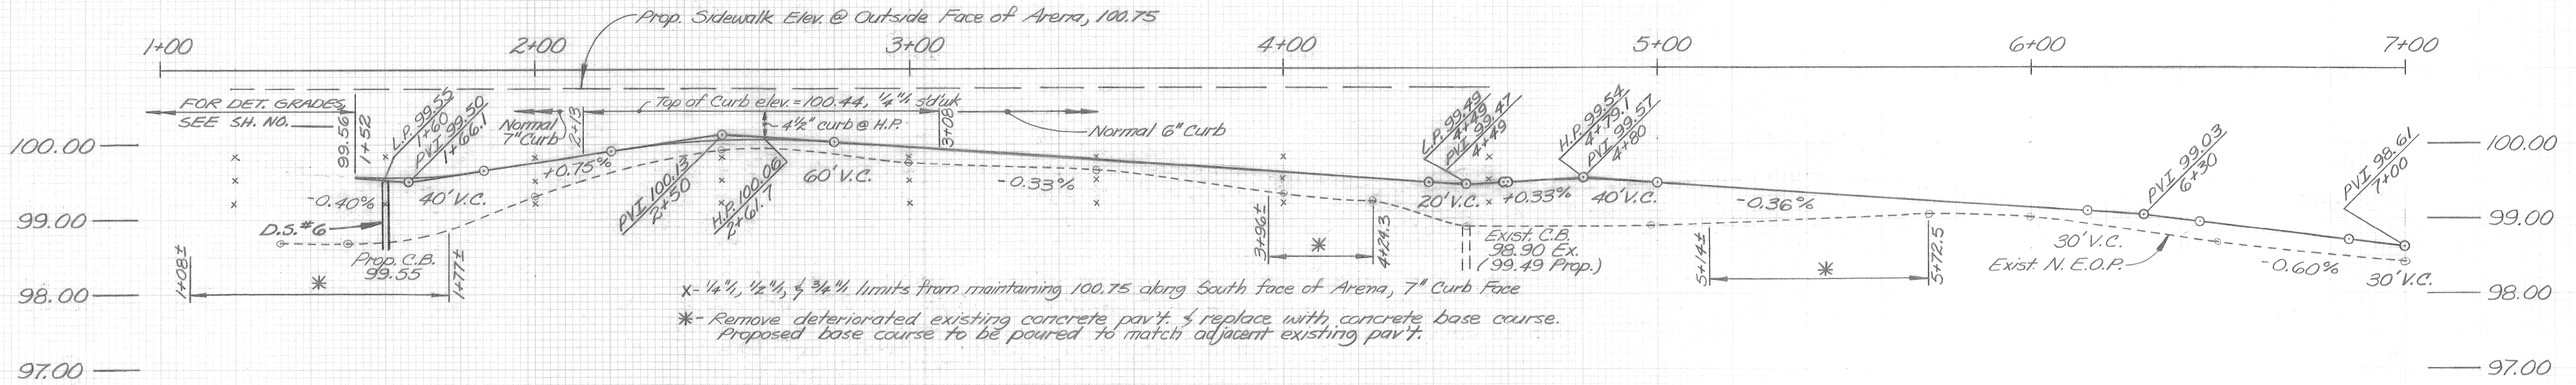 Prop. Sidewalk Elev. @ Outside Face of Arena, 100.75
1+00
2+00
3+00
4+00
5+00
6+00
7+00
FOR DET. GRADES,
SEE SH. NO.
99.56
1+52
L.P. 99.55
1+60
PVI 99.50
1+66.1
Normal
7" Curb
2+13
Top of Curb elev. = 100.44, 1/4"/1 sdwk
4 1/2" curb @ H.P.
3+08
Normal 6" Curb
L.P. 99.49
4+49
PVI 99.47
4+49
H.P. 99.54
4+79.1
PVI 99.57
4+80
PVI 99.03
6+30
PVI 98.61
7+00
100.00
100.00
-0.40%
40' V.C.
+0.75%
PVI 100.13
2+50
H.P. 100.06
2+61.7
60' V.C.
-0.33%
20' V.C.
+0.33%
40' V.C.
-0.36%
99.00
99.00
D.S. #6
Prop. C.B.
99.55
1+08±
*
1+77±
3+96±
*
4+24.3
Exist. C.B.
98.90 Ex.
(99.49 Prop.)
5+14±
*
5+72.5
30' V.C.
Exist. N.E.O.P.
-0.60%
30' V.C.
98.00
98.00
x - 1/4"/1, 1/2"/1, & 3/4"/1 limits from maintaining 100.75 along South face of Arena, 7" Curb Face
* - Remove deteriorated existing concrete pav't. & replace with concrete base course.
Proposed base course to be poured to match adjacent existing pav't.
97.00
97.00